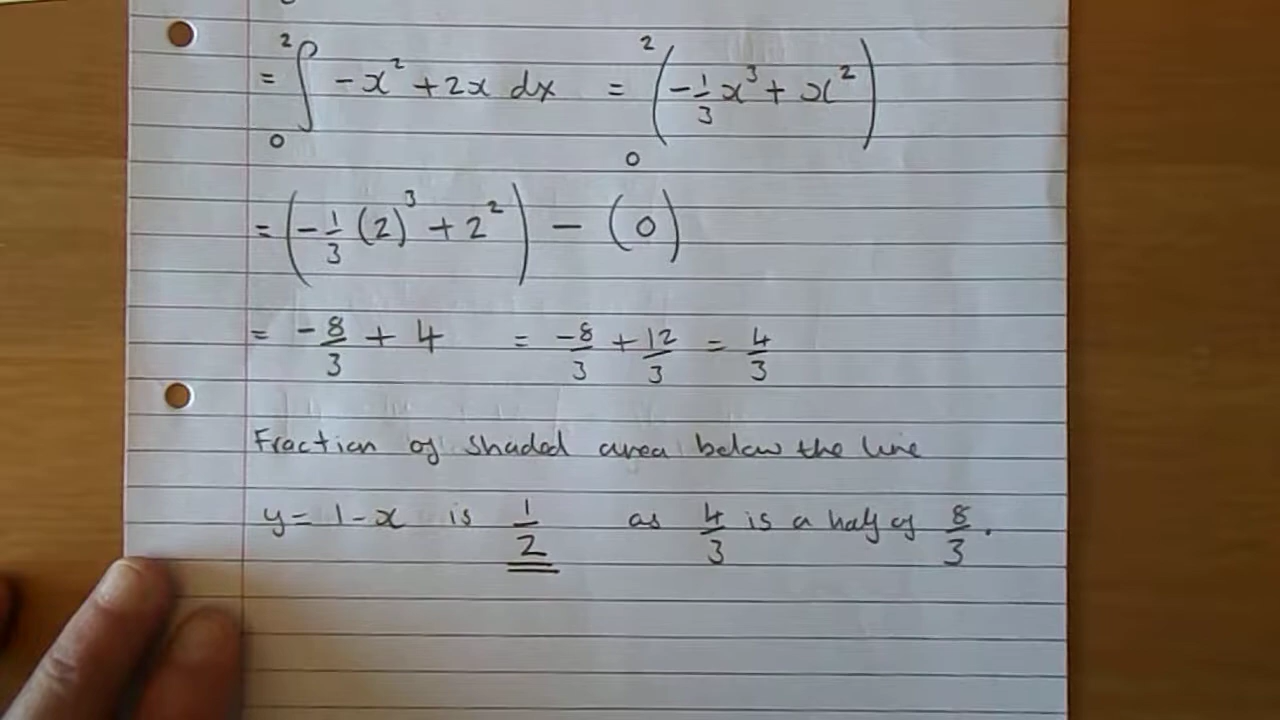 = ∫₀² -x² + 2x dx = ₀²(-1/3 x³ + x²)
= (-1/3 (2)³ + 2²) - (0)
= -8/3 + 4 = -8/3 + 12/3 = 4/3
Fraction of shaded area below the line
y = 1-x is 1/2 as 4/3 is a half of 8/3.